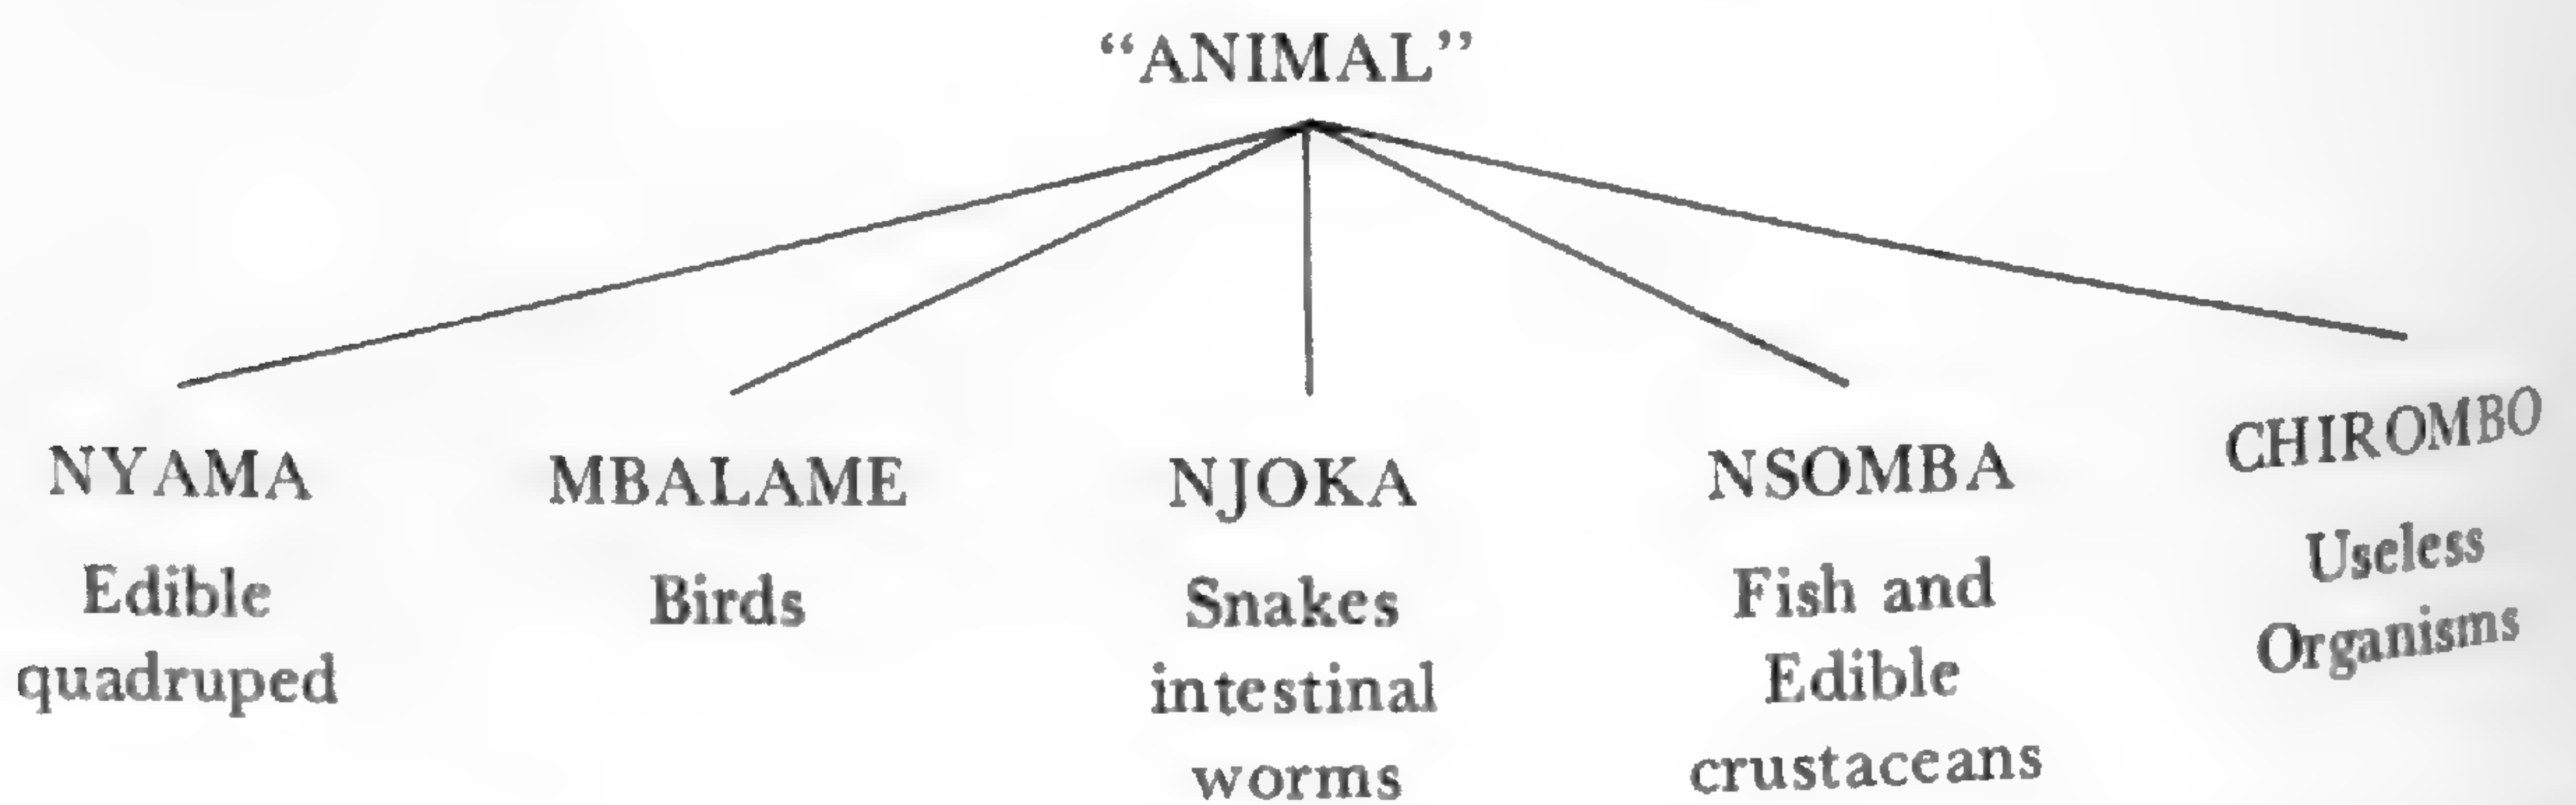 “ANIMAL”
NYAMA
Edible
quadruped
MBALAME
Birds
NJOKA
Snakes
intestinal
worms
NSOMBA
Fish and
Edible
crustaceans
CHIROMBO
Useless
Organisms